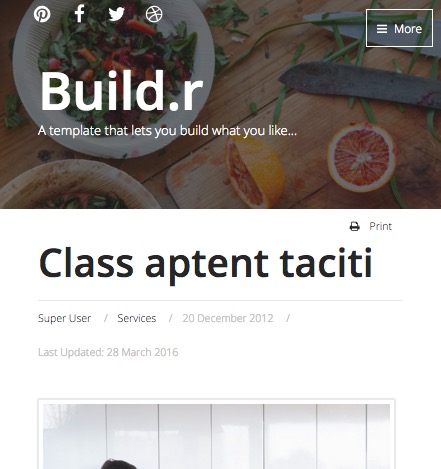 More
Build.r
A template that lets you build what you like...
Print
Class aptent taciti
Super User / Services / 20 December 2012 /
Last Updated: 28 March 2016